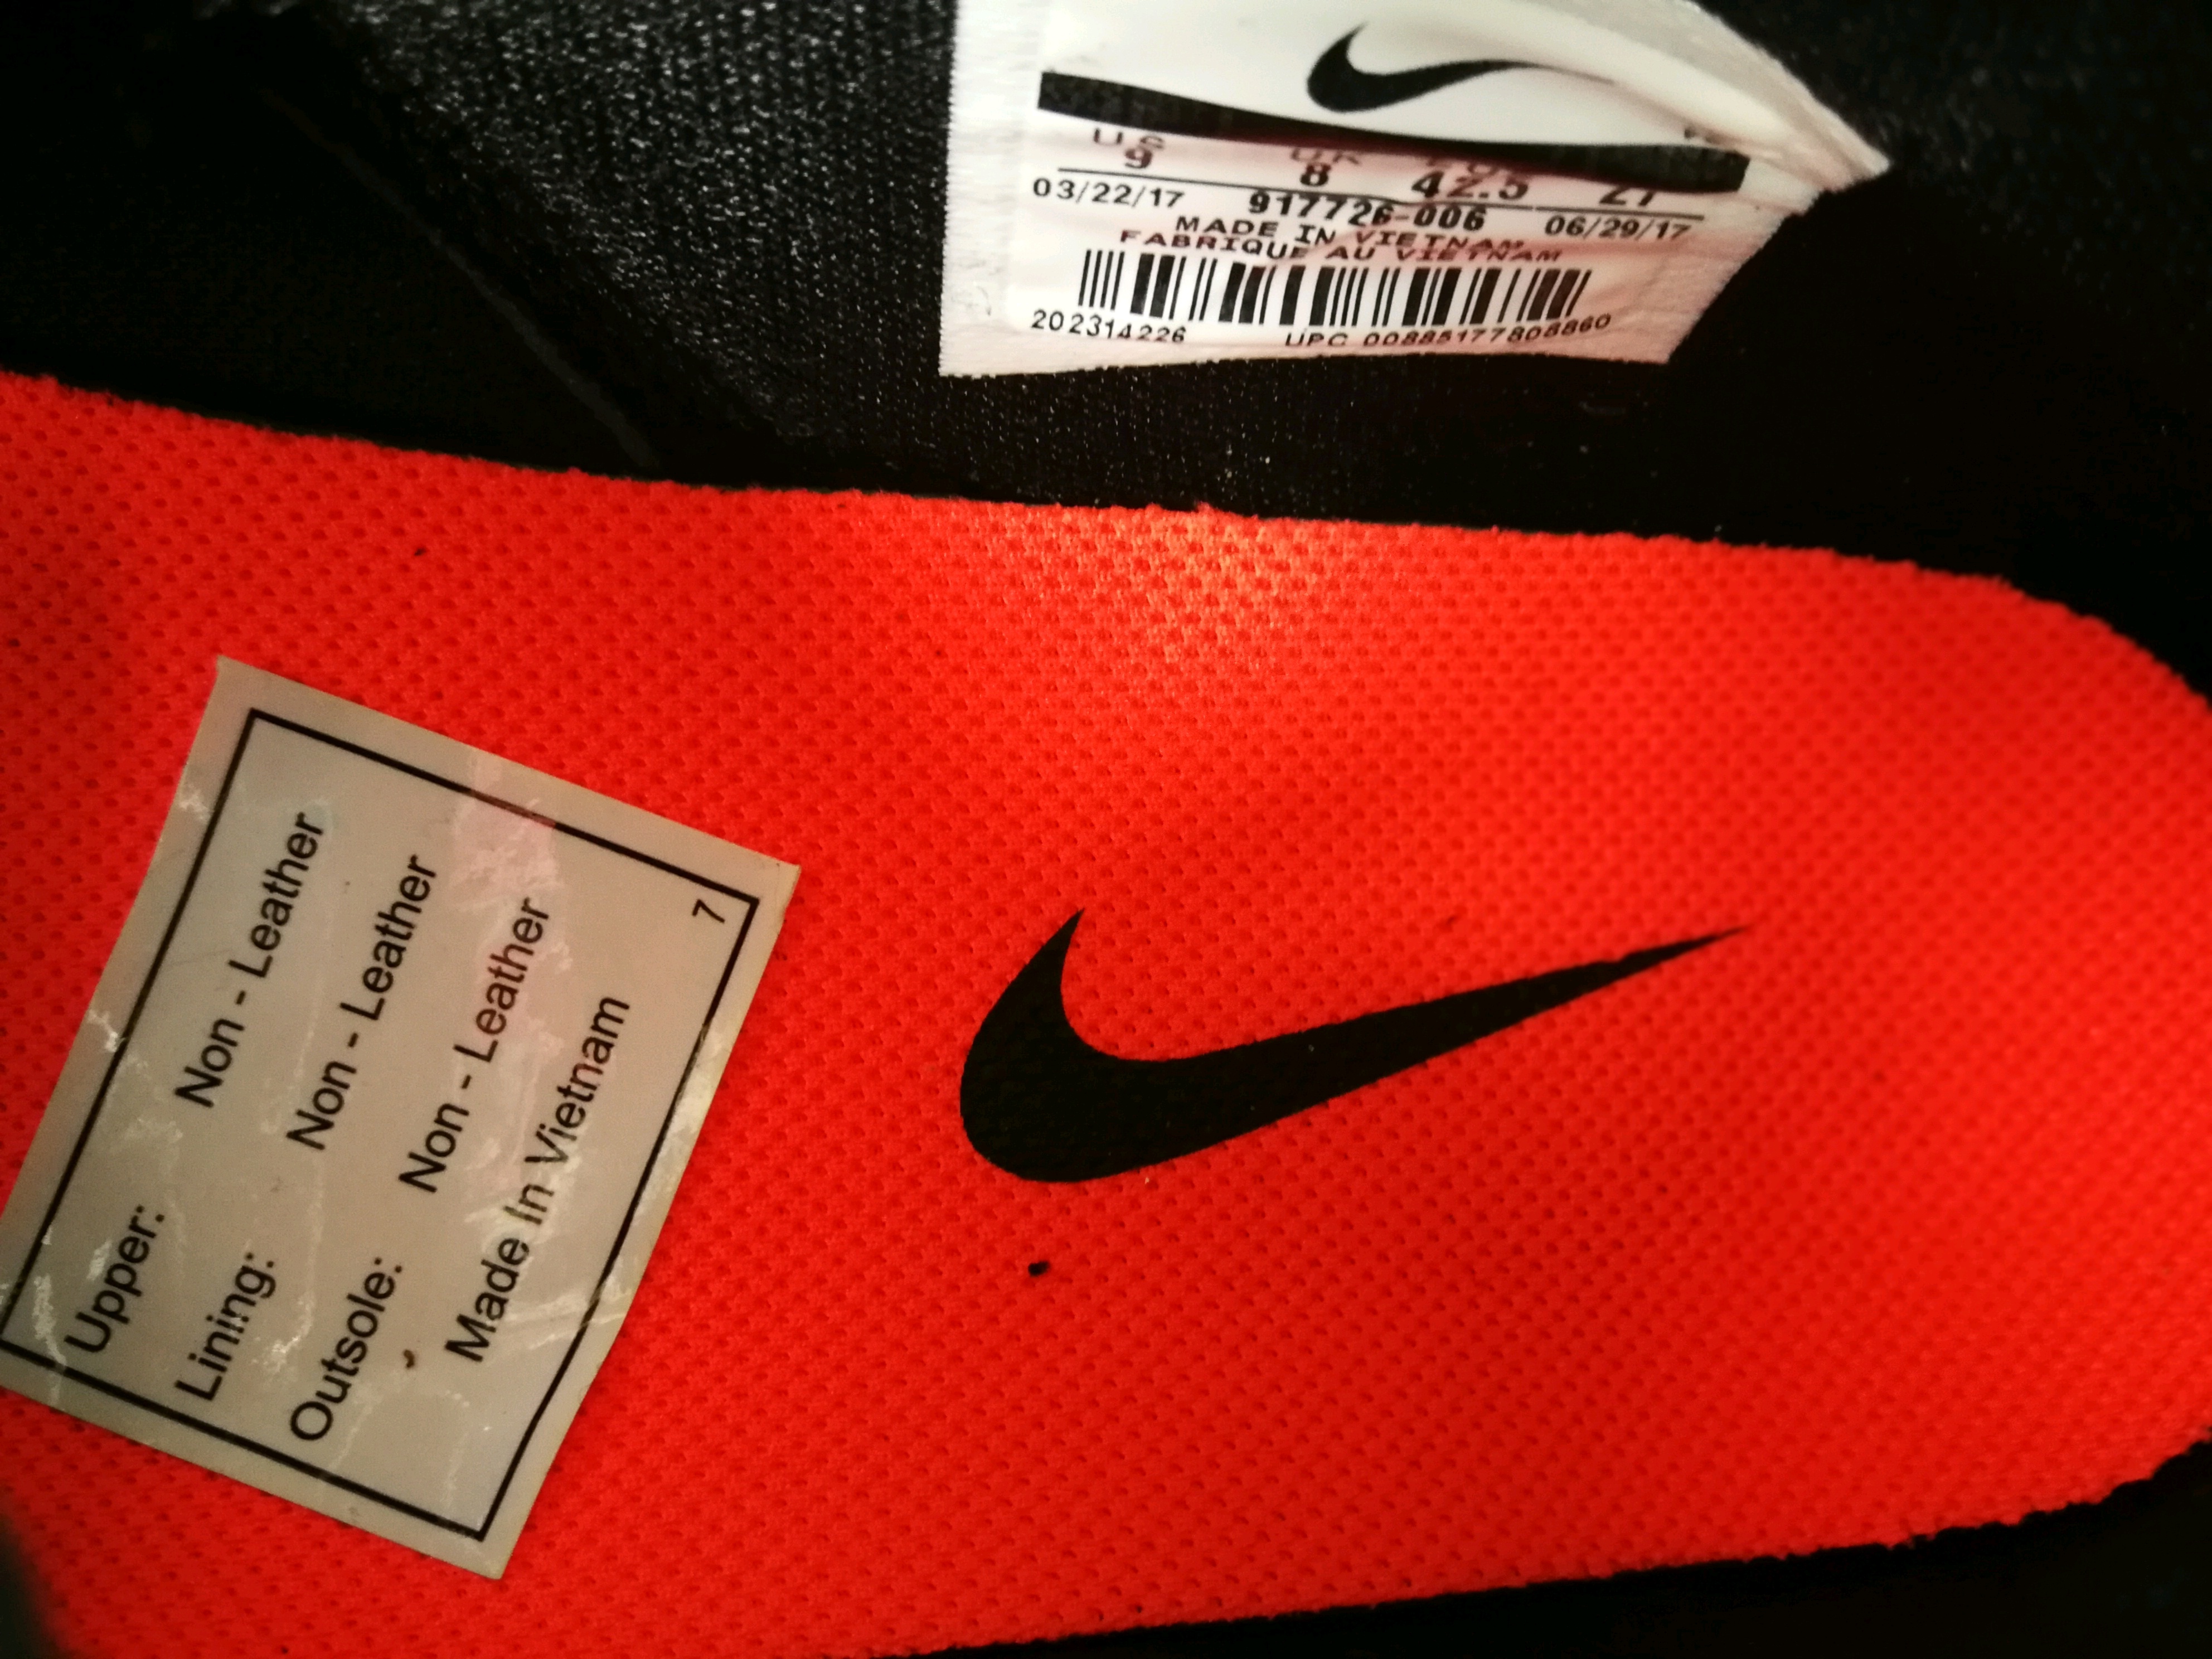 US UK EUR
9 8 42.5 27
03/22/17 917726-006 06/29/17
MADE IN VIETNAM
FABRIQUE AU VIETNAM
202314226 UPC 00885177808860
Upper: Non - Leather
Lining: Non - Leather
Outsole: Non - Leather
Made In Vietnam
7